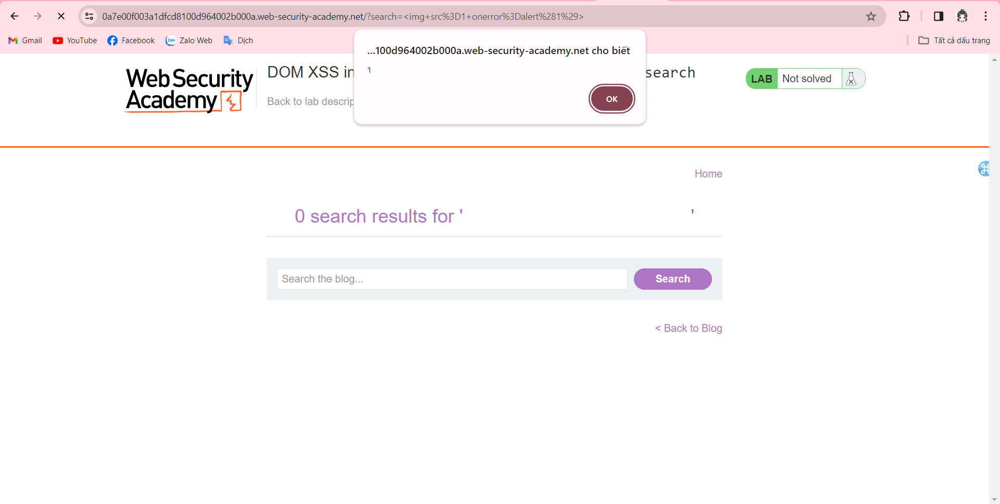 0a7e00f003a1dfcd8100d964002b000a.web-security-academy.net/?search=<img+src%3D1+onerror%3Dalert%281%29>
Gmail YouTube Facebook Zalo Zalo Web G Dịch Tất cả dấu trang
...100d964002b000a.web-security-academy.net cho biết
1
OK
Web Security
Academy
DOM XSS in
search
Back to lab descrip
LAB Not solved
Home
0 search results for ' '
Search the blog...
Search
< Back to Blog